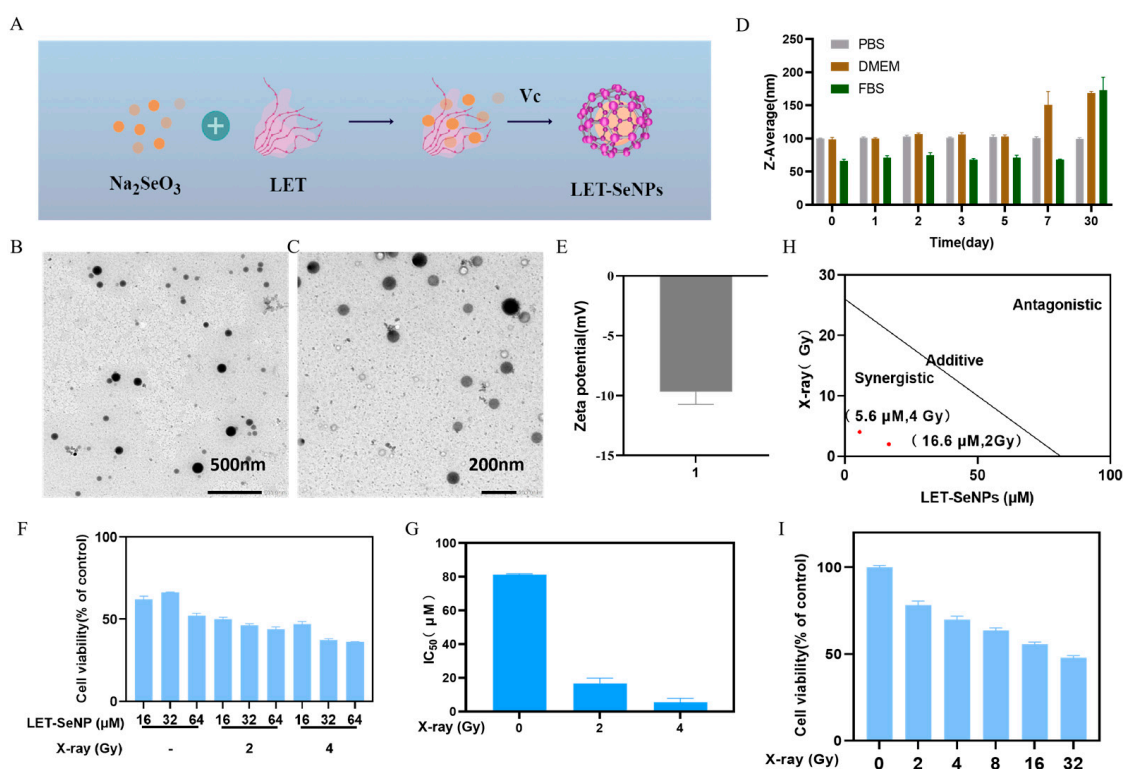 A
Na₂SeO₃
LET
Vc
LET-SeNPs
D
PBS
DMEM
FBS
Z-Average(nm)
250
200
150
100
50
0
0 1 2 3 5 7 30
Time(day)
B
500nm
C
200nm
E
Zeta potential(mV)
0
-5
-10
-15
1
H
X-ray( Gy)
30
20
10
0
Antagonistic
Additive
Synergistic
( 5.6 μM,4 Gy)
( 16.6 μM,2Gy)
0 50 100
LET-SeNPs (μM)
F
Cell viability(% of control)
100
50
0
LET-SeNP (μM) 16 32 64 16 32 64 16 32 64
X-ray (Gy) - 2 4
G
IC₅₀( μM)
100
80
60
40
20
0
X-ray (Gy) 0 2 4
I
Cell viability(% of control)
100
50
0
X-ray (Gy) 0 2 4 8 16 32